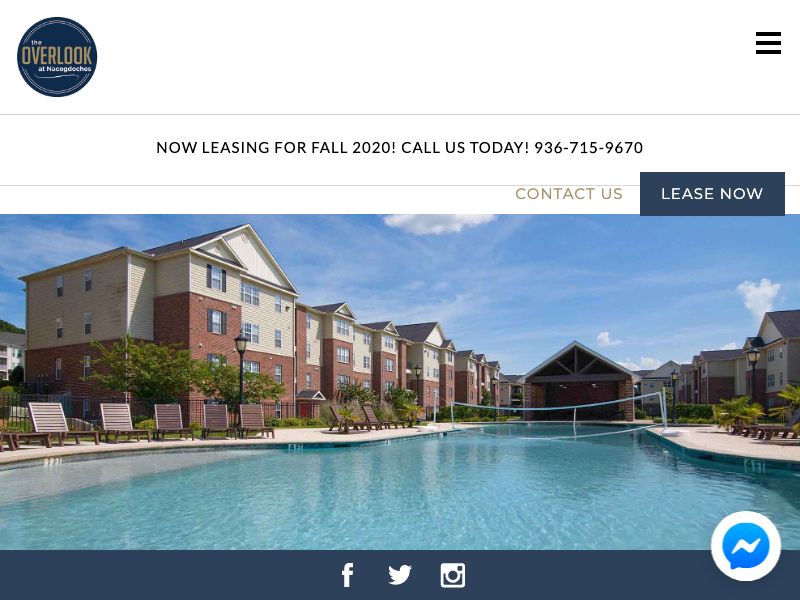 the
OVERLOOK
at Nacogdoches
NOW LEASING FOR FALL 2020! CALL US TODAY! 936-715-9670
CONTACT US
LEASE NOW